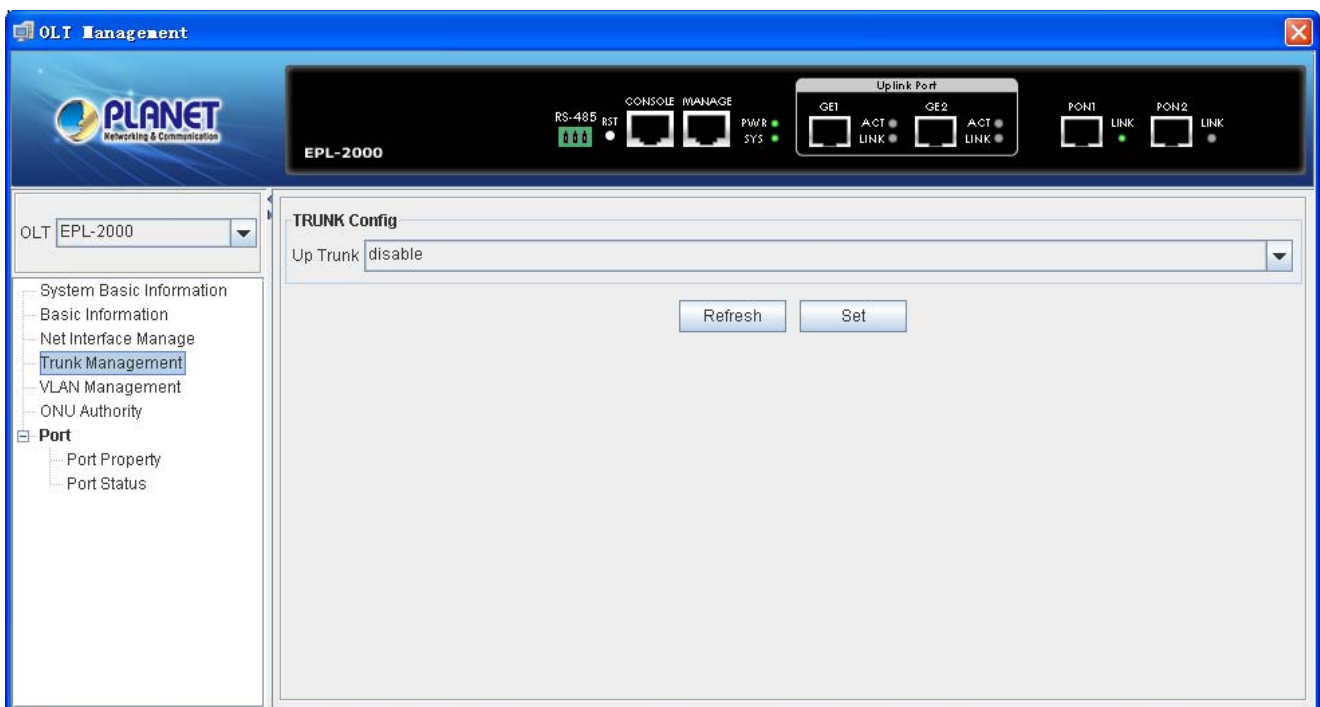 OLT Management
PLANET
Networking & Communication
EPL-2000
RS-485 RST
CONSOLE MANAGE
PWR
SYS
Uplink Port
GE1
ACT
LINK
GE2
ACT
LINK
PON1
LINK
PON2
LINK
OLT EPL-2000
System Basic Information
Basic Information
Net Interface Manage
Trunk Management
VLAN Management
ONU Authority
Port
Port Property
Port Status
TRUNK Config
Up Trunk disable
Refresh Set